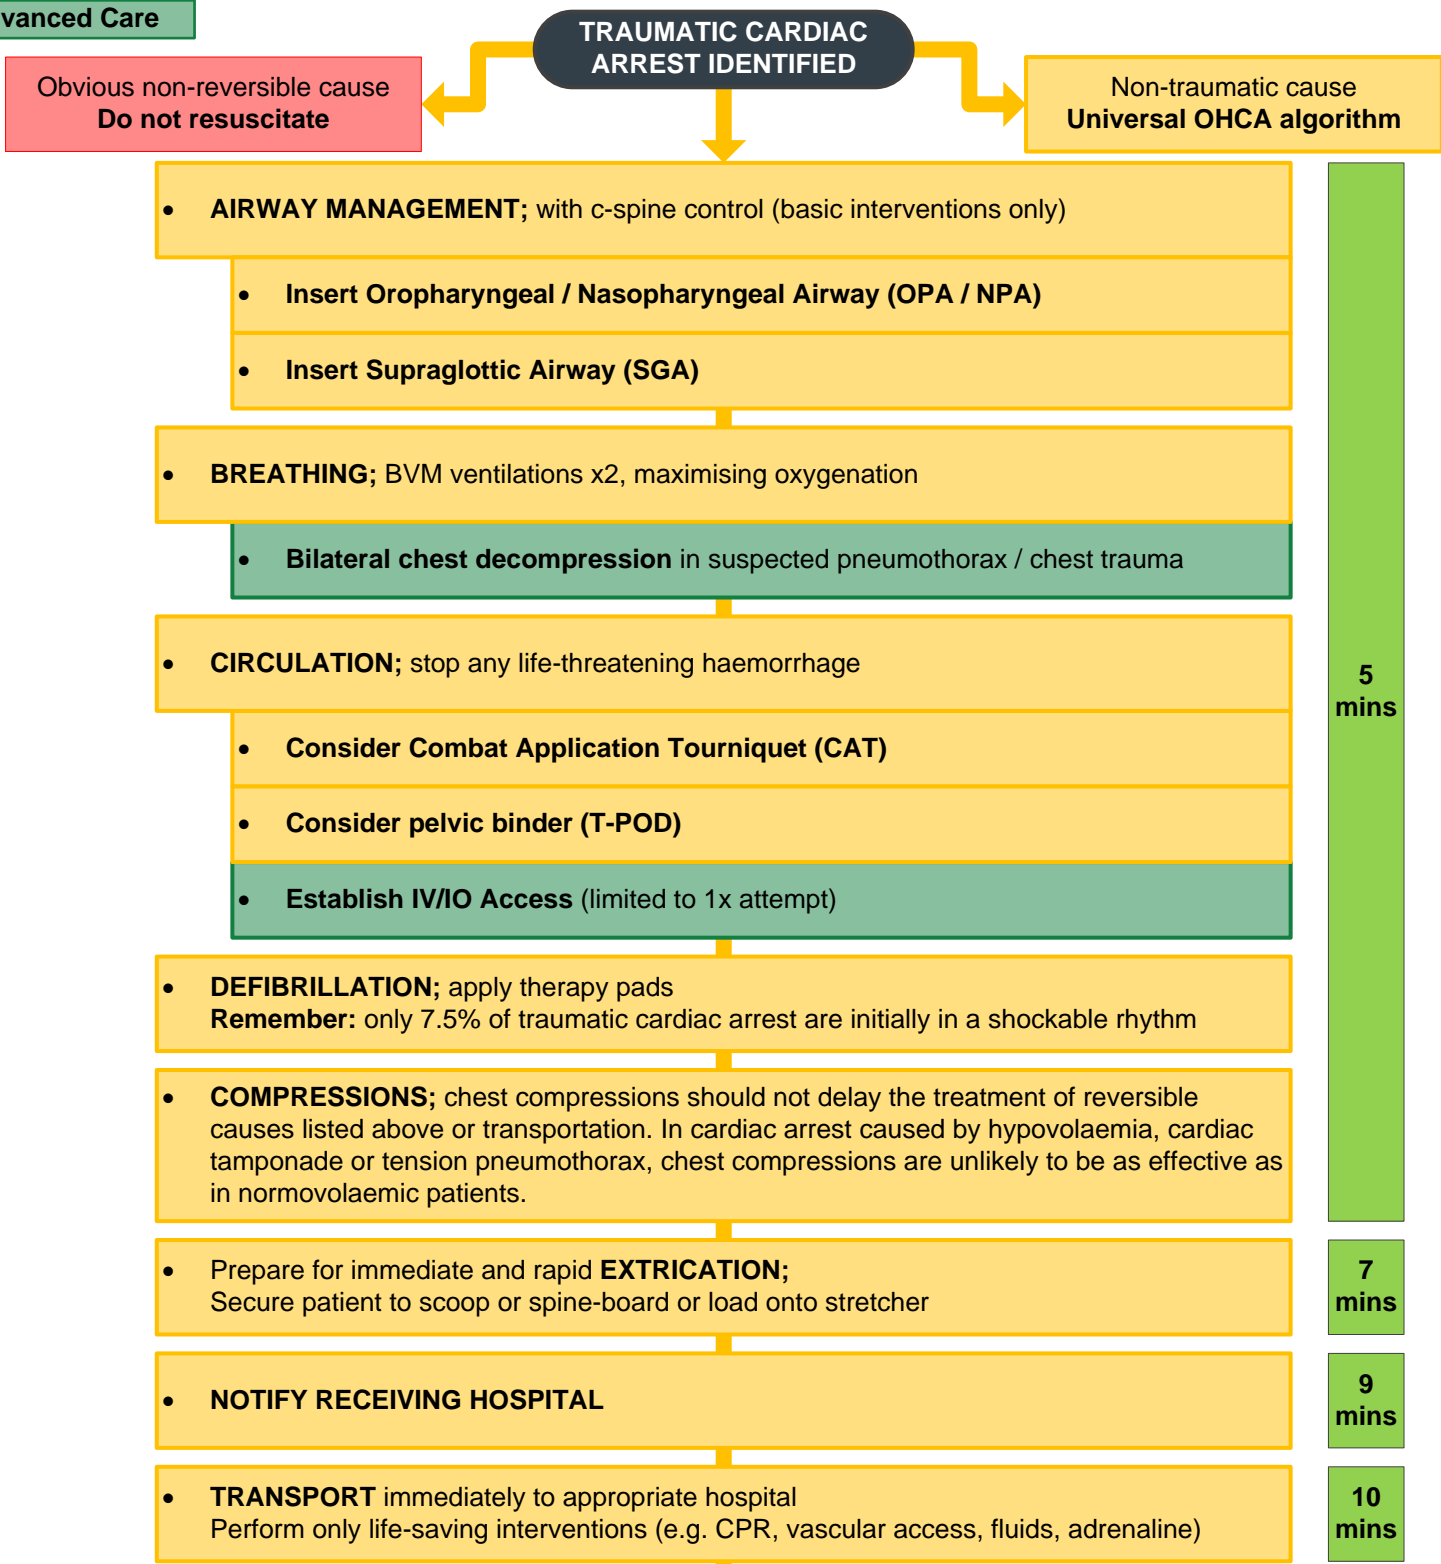 vanced Care
TRAUMATIC CARDIAC
ARREST IDENTIFIED
Obvious non-reversible cause
Do not resuscitate
Non-traumatic cause
Universal OHCA algorithm
• AIRWAY MANAGEMENT; with c-spine control (basic interventions only)
• Insert Oropharyngeal / Nasopharyngeal Airway (OPA / NPA)
• Insert Supraglottic Airway (SGA)
• BREATHING; BVM ventilations x2, maximising oxygenation
• Bilateral chest decompression in suspected pneumothorax / chest trauma
• CIRCULATION; stop any life-threatening haemorrhage
• Consider Combat Application Tourniquet (CAT)
• Consider pelvic binder (T-POD)
• Establish IV/IO Access (limited to 1x attempt)
• DEFIBRILLATION; apply therapy pads
Remember: only 7.5% of traumatic cardiac arrest are initially in a shockable rhythm
• COMPRESSIONS; chest compressions should not delay the treatment of reversible
causes listed above or transportation. In cardiac arrest caused by hypovolaemia, cardiac
tamponade or tension pneumothorax, chest compressions are unlikely to be as effective as
in normovolaemic patients.
5
mins
• Prepare for immediate and rapid EXTRICATION;
Secure patient to scoop or spine-board or load onto stretcher
7
mins
• NOTIFY RECEIVING HOSPITAL
9
mins
• TRANSPORT immediately to appropriate hospital
Perform only life-saving interventions (e.g. CPR, vascular access, fluids, adrenaline)
10
mins